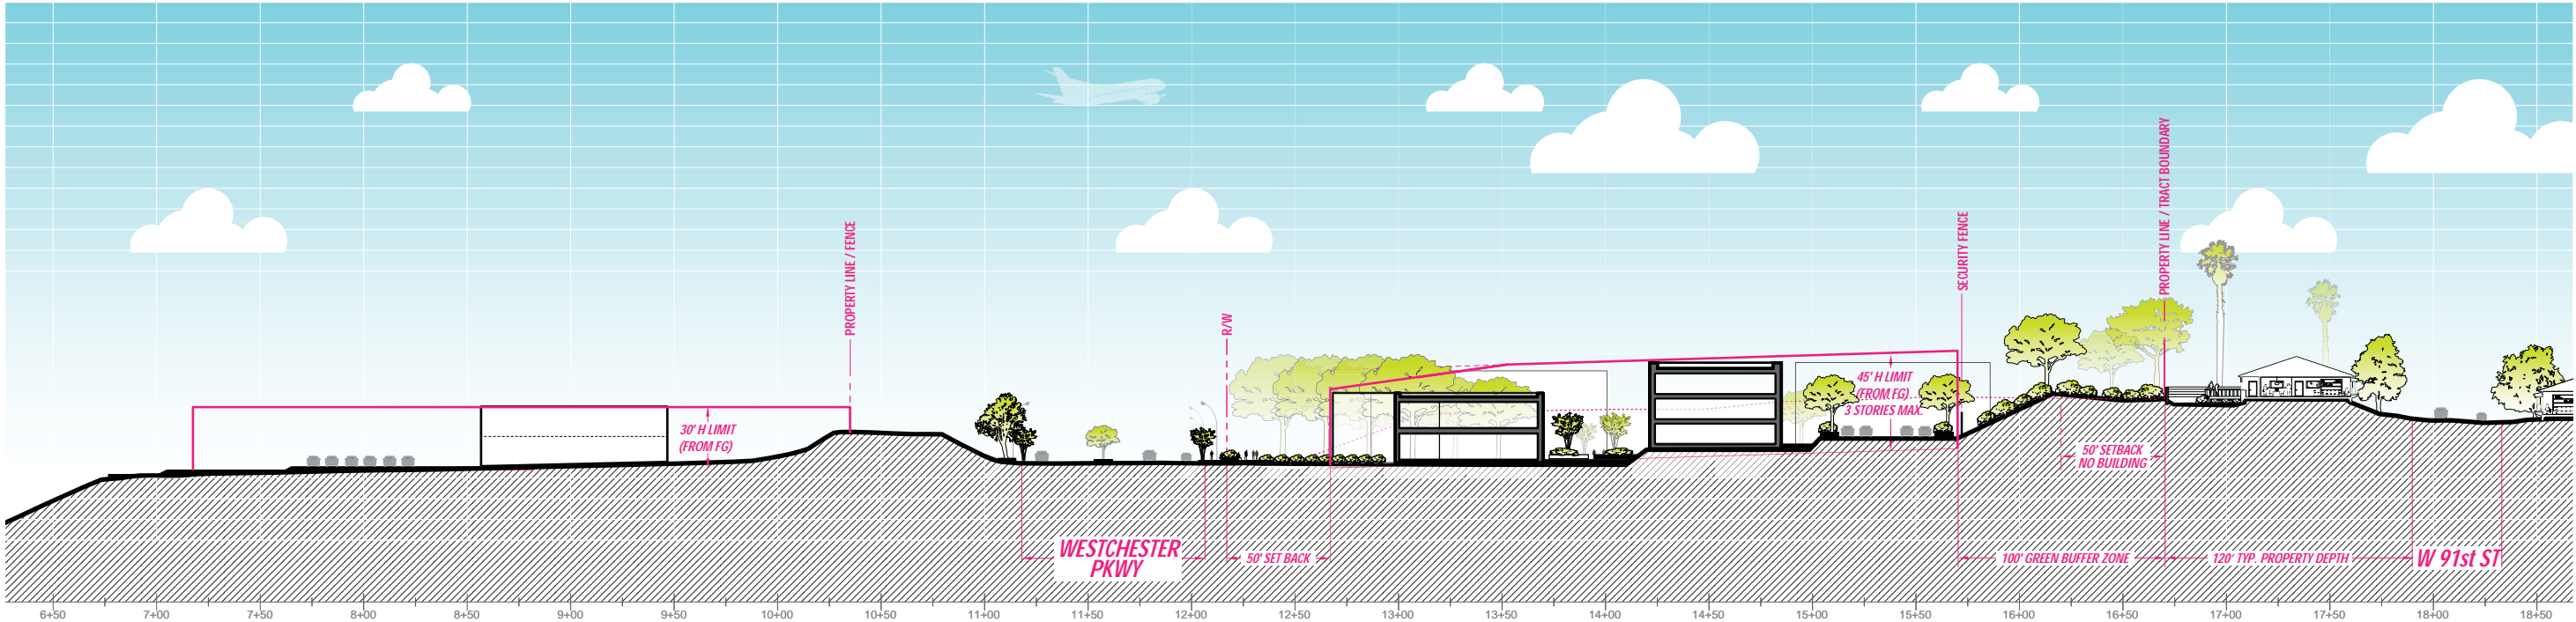 PROPERTY LINE / FENCE
R/W
SECURITY FENCE
PROPERTY LINE / TRACT BOUNDARY
30' H LIMIT
(FROM FG)
45' H LIMIT
(FROM FG)
3 STORIES MAX.
50' SETBACK
NO BUILDING
WESTCHESTER
PKWY
50' SET BACK
100' GREEN BUFFER ZONE
120' TYP. PROPERTY DEPTH
W 91st ST
6+50 7+00 7+50 8+00 8+50 9+00 9+50 10+00 10+50 11+00 11+50 12+00 12+50 13+00 13+50 14+00 14+50 15+00 15+50 16+00 16+50 17+00 17+50 18+00 18+50